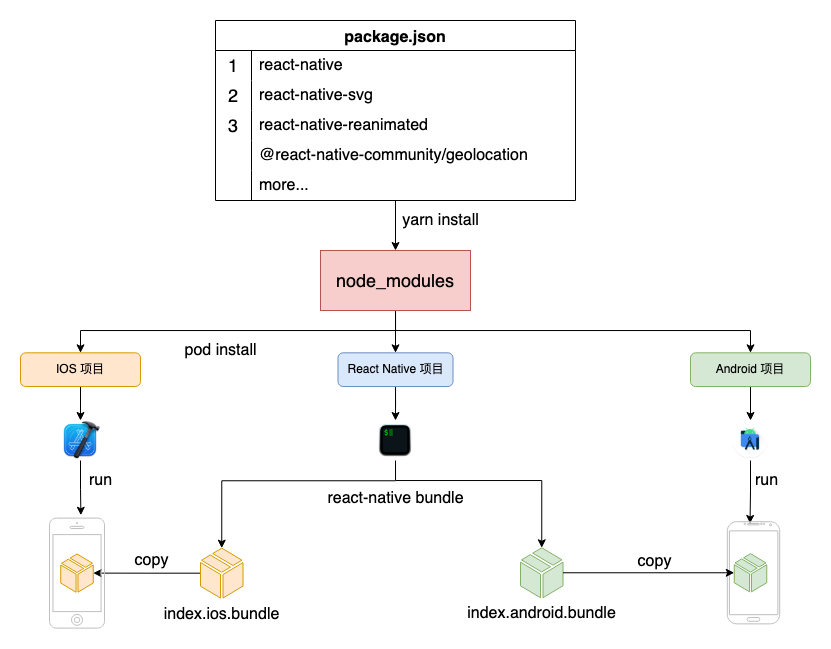 package.json
1 react-native
2 react-native-svg
3 react-native-reanimated
@react-native-community/geolocation
more...
yarn install
node_modules
pod install
IOS 项目
React Native 项目
Android 项目
$
run
run
react-native bundle
copy
copy
index.ios.bundle
index.android.bundle